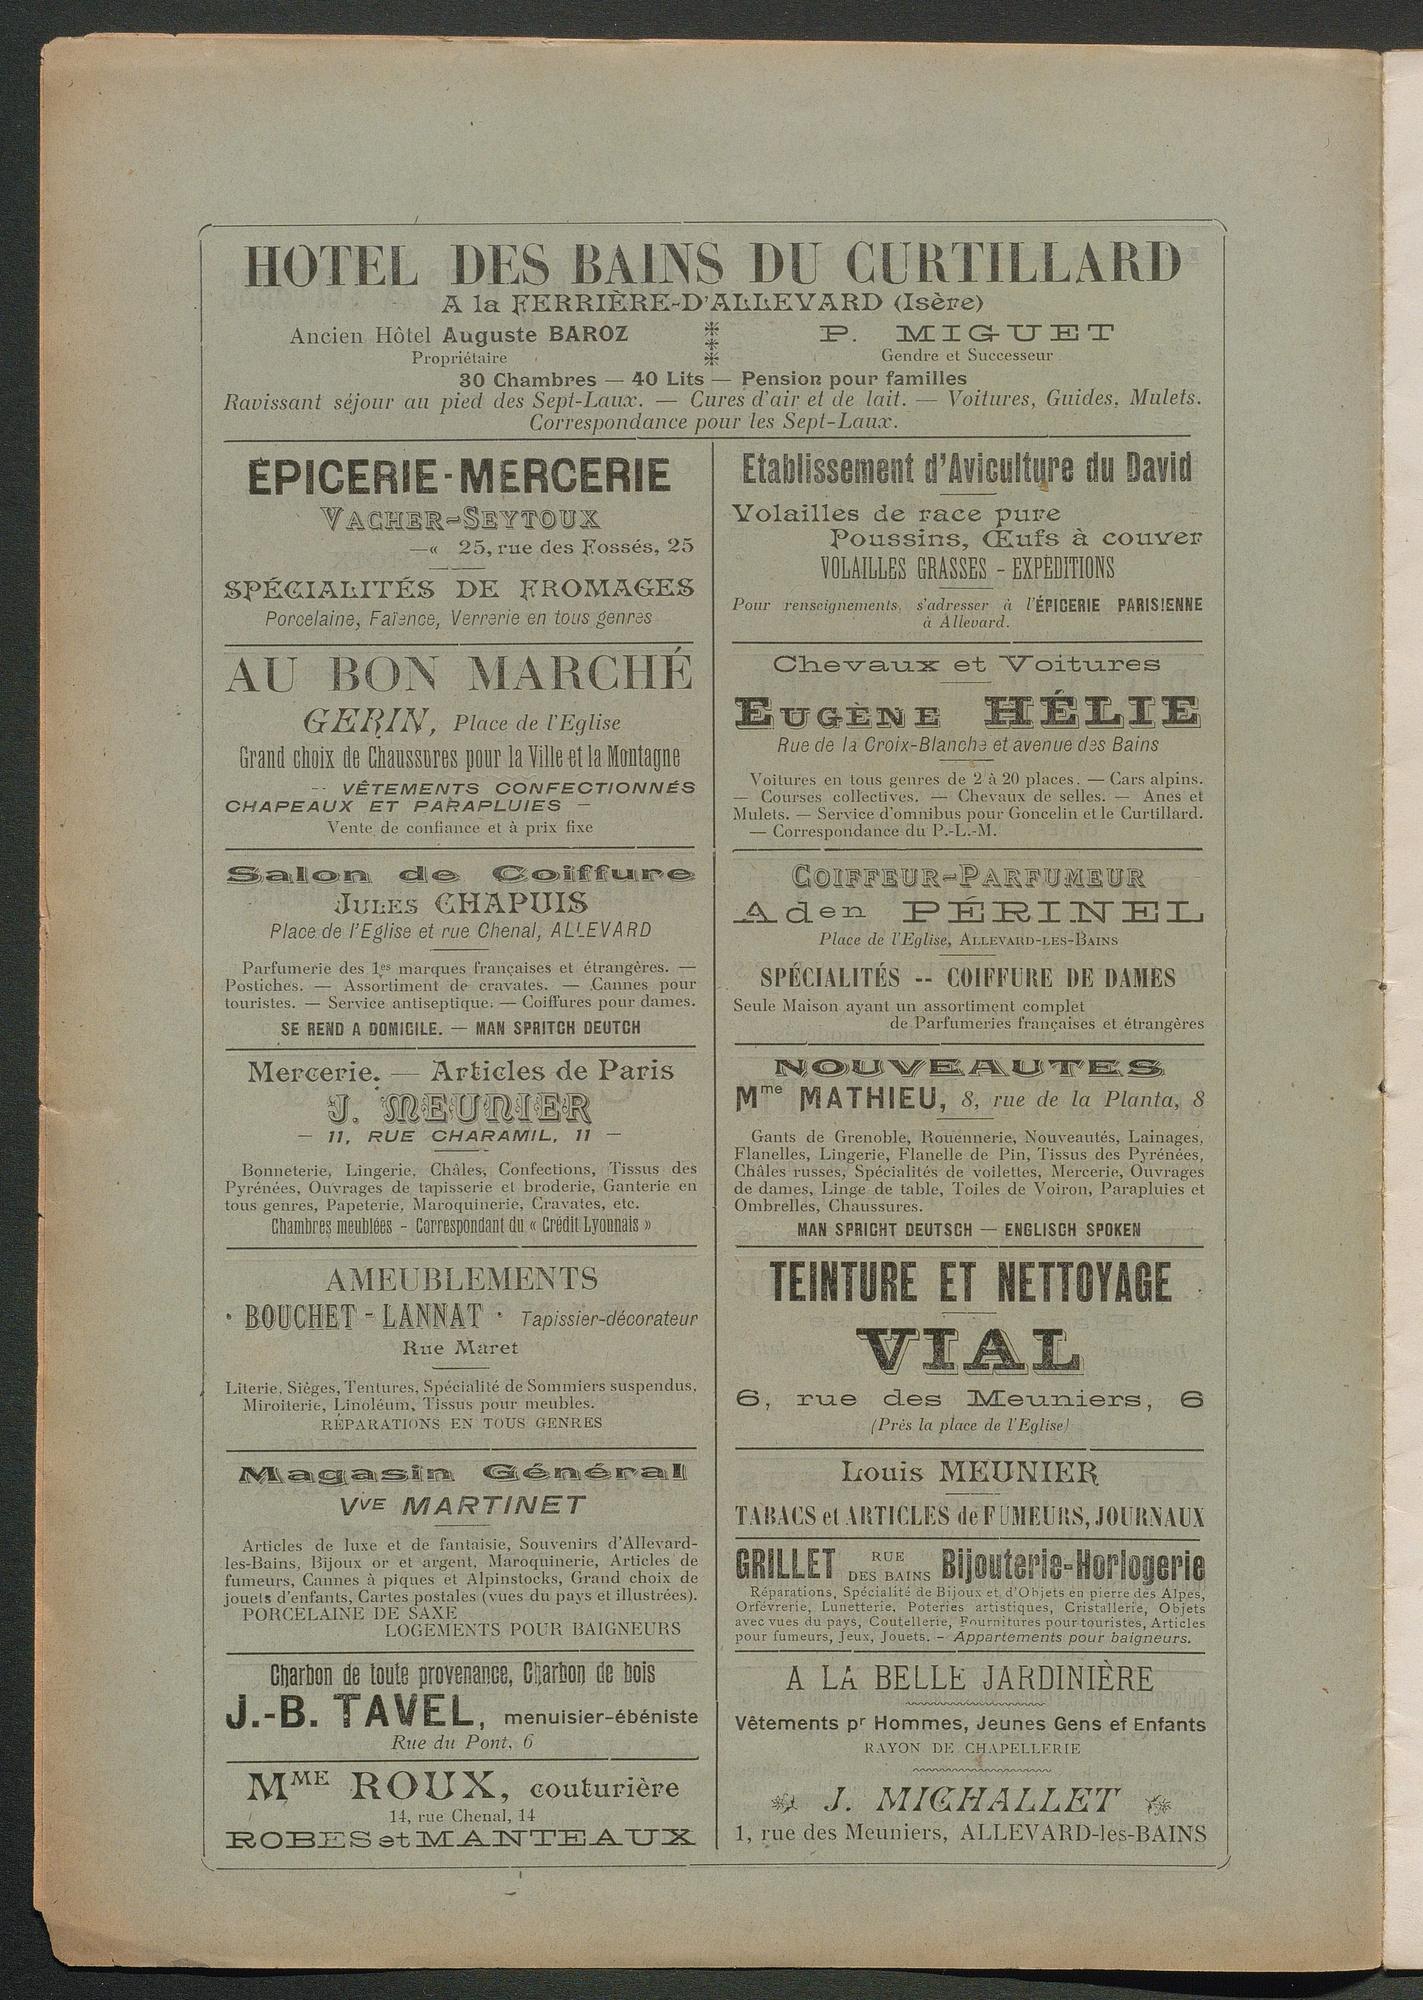 HOTEL DES BAINS DU CURTILLARD
A la FERRIÈRE-D'ALLEVARD (Isère)
Ancien Hôtel Auguste BAROZ
Propriétaire
P. MIGUET
Gendre et Successeur
30 Chambres — 40 Lits — Pension pour familles
Ravissant séjour au pied des Sept-Laux. — Cures d'air et de lait. — Voitures, Guides, Mulets.
Correspondance pour les Sept-Laux.
ÉPICERIE-MERCERIE
VACHER-SEYTOUX
—« 25, rue des Fossés, 25
SPÉCIALITÉS DE FROMAGES
Porcelaine, Faïence, Verrerie en tous genres
AU BON MARCHÉ
GERIN, Place de l'Eglise
Grand choix de Chaussures pour la Ville et la Montagne
-- VÊTEMENTS CONFECTIONNÉS
CHAPEAUX ET PARAPLUIES —
Vente de confiance et à prix fixe
Salon de Coiffure
JULES CHAPUIS
Place de l'Eglise et rue Chenal, ALLEVARD
Parfumerie des 1es marques françaises et étrangères. —
Postiches. — Assortiment de cravates. — Cannes pour
touristes. — Service antiseptique. — Coiffures pour dames.
SE REND A DOMICILE. — MAN SPRITCH DEUTCH
Mercerie. — Articles de Paris
J. MEUNIER
— 11, RUE CHARAMIL, 11 —
Bonneterie, Lingerie, Châles, Confections, Tissus des
Pyrénées, Ouvrages de tapisserie et broderie, Ganterie en
tous genres, Papeterie, Maroquinerie, Cravates, etc.
Chambres meublées - Correspondant du « Crédit Lyonnais »
AMEUBLEMENTS
· BOUCHET - LANNAT · Tapissier-décorateur
Rue Maret
Literie, Siéges, Tentures, Spécialité de Sommiers suspendus,
Miroiterie, Linoléum, Tissus pour meubles.
RÉPARATIONS EN TOUS GENRES
Magasin Général
VVE MARTINET
Articles de luxe et de fantaisie, Souvenirs d'Allevard-
les-Bains, Bijoux or et argent, Maroquinerie, Articles de
fumeurs, Cannes à piques et Alpinstocks, Grand choix de
jouets d'enfants, Cartes postales (vues du pays et illustrées).
PORCELAINE DE SAXE
LOGEMENTS POUR BAIGNEURS
Charbon de toute provenance, Charbon de bois
J.-B. TAVEL, menuisier-ébéniste
Rue du Pont, 6
MME ROUX, couturière
14, rue Chenal, 14
ROBES et MANTEAUX
Etablissement d'Aviculture du David
Volailles de race pure
Poussins, Œufs à couver
VOLAILLES GRASSES - EXPÉDITIONS
Pour renseignements, s'adresser à l'ÉPICERIE PARISIENNE
à Allevard.
Chevaux et Voitures
EUGÈNE HÉLIE
Rue de la Croix-Blanche et avenue des Bains
Voitures en tous genres de 2 à 20 places. — Cars alpins.
— Courses collectives. — Chevaux de selles. — Anes et
Mulets. — Service d'omnibus pour Goncelin et le Curtillard.
— Correspondance du P.-L.-M.
COIFFEUR-PARFUMEUR
Aden PÉRINEL
Place de l'Eglise, ALLEVARD-LES-BAINS
SPÉCIALITÉS -- COIFFURE DE DAMES
Seule Maison ayant un assortiment complet
de Parfumeries françaises et étrangères
NOUVEAUTES
Mme MATHIEU, 8, rue de la Planta, 8
Gants de Grenoble, Rouennerie, Nouveautés, Lainages,
Flanelles, Lingerie, Flanelle de Pin, Tissus des Pyrénées,
Châles russes, Spécialités de voilettes, Mercerie, Ouvrages
de dames, Linge de table, Toiles de Voiron, Parapluies et
Ombrelles, Chaussures.
MAN SPRICHT DEUTSCH — ENGLISCH SPOKEN
TEINTURE ET NETTOYAGE
VIAL
6, rue des Meuniers, 6
(Près la place de l'Eglise)
Louis MEUNIER
TABACS et ARTICLES de FUMEURS, JOURNAUX
GRILLET RUE DES BAINS Bijouterie-Horlogerie
Réparations, Spécialité de Bijoux et d'Objets en pierre des Alpes,
Orfévrerie, Lunetterie, Poteries artistiques, Cristallerie, Objets
avec vues du pays, Coutellerie, Fournitures pour touristes, Articles
pour fumeurs, Jeux, Jouets. — Appartements pour baigneurs.
A LA BELLE JARDINIÈRE
Vêtements pr Hommes, Jeunes Gens ef Enfants
RAYON DE CHAPELLERIE
J. MICHALLET
1, rue des Meuniers, ALLEVARD-les-BAINS